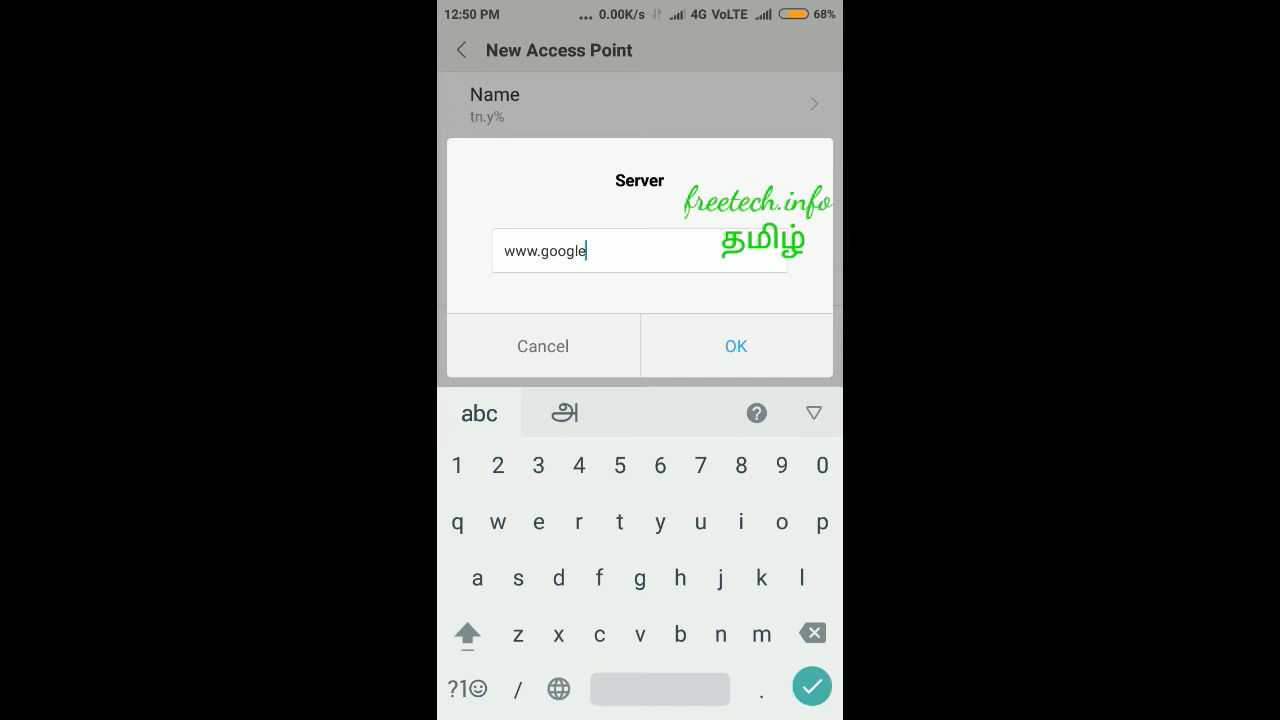 12:50 PM ... 0.00K/s 4G VoLTE 68%
New Access Point
Name
tn.y%
Server
freetech.info
தமிழ்
www.google
Cancel OK
abc அ
1 2 3 4 5 6 7 8 9 0
q w e r t y u i o p
a s d f g h j k l
z x c v b n m
?1☺ / .